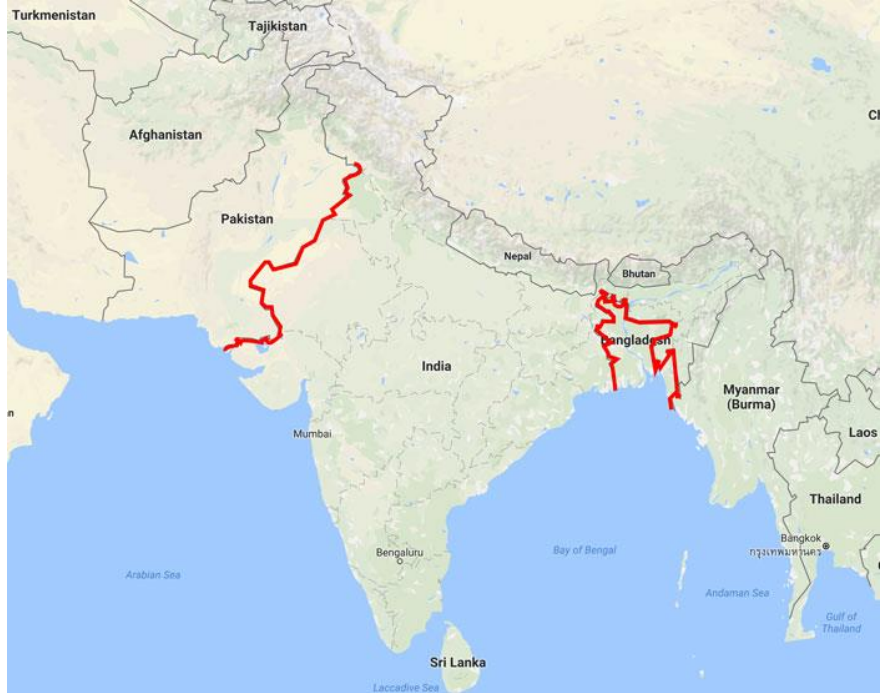 Turkmenistan
Tajikistan
Afghanistan
Pakistan
Nepal
Bhutan
Bangladesh
India
Myanmar
(Burma)
Laos
Mumbai
Thailand
Bangkok
กรุงเทพมหานคร
Bengaluru
Bay of Bengal
Arabian Sea
Andaman Sea
Gulf of
Thailand
Sri Lanka
Laccadive Sea